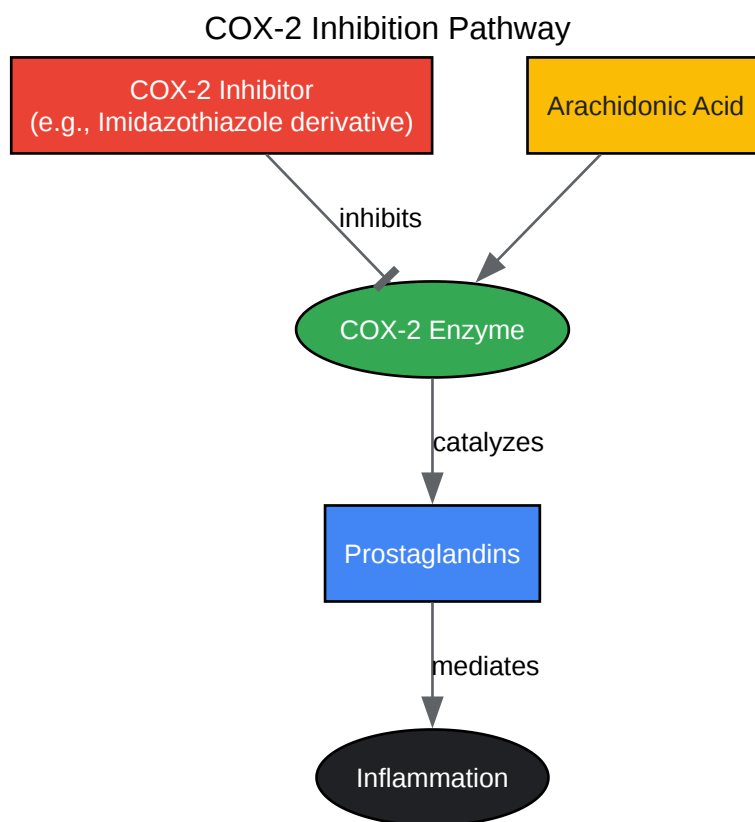 COX-2 Inhibition Pathway
COX-2 Inhibitor
(e.g., Imidazothiazole derivative)
Arachidonic Acid
inhibits
COX-2 Enzyme
catalyzes
Prostaglandins
mediates
Inflammation